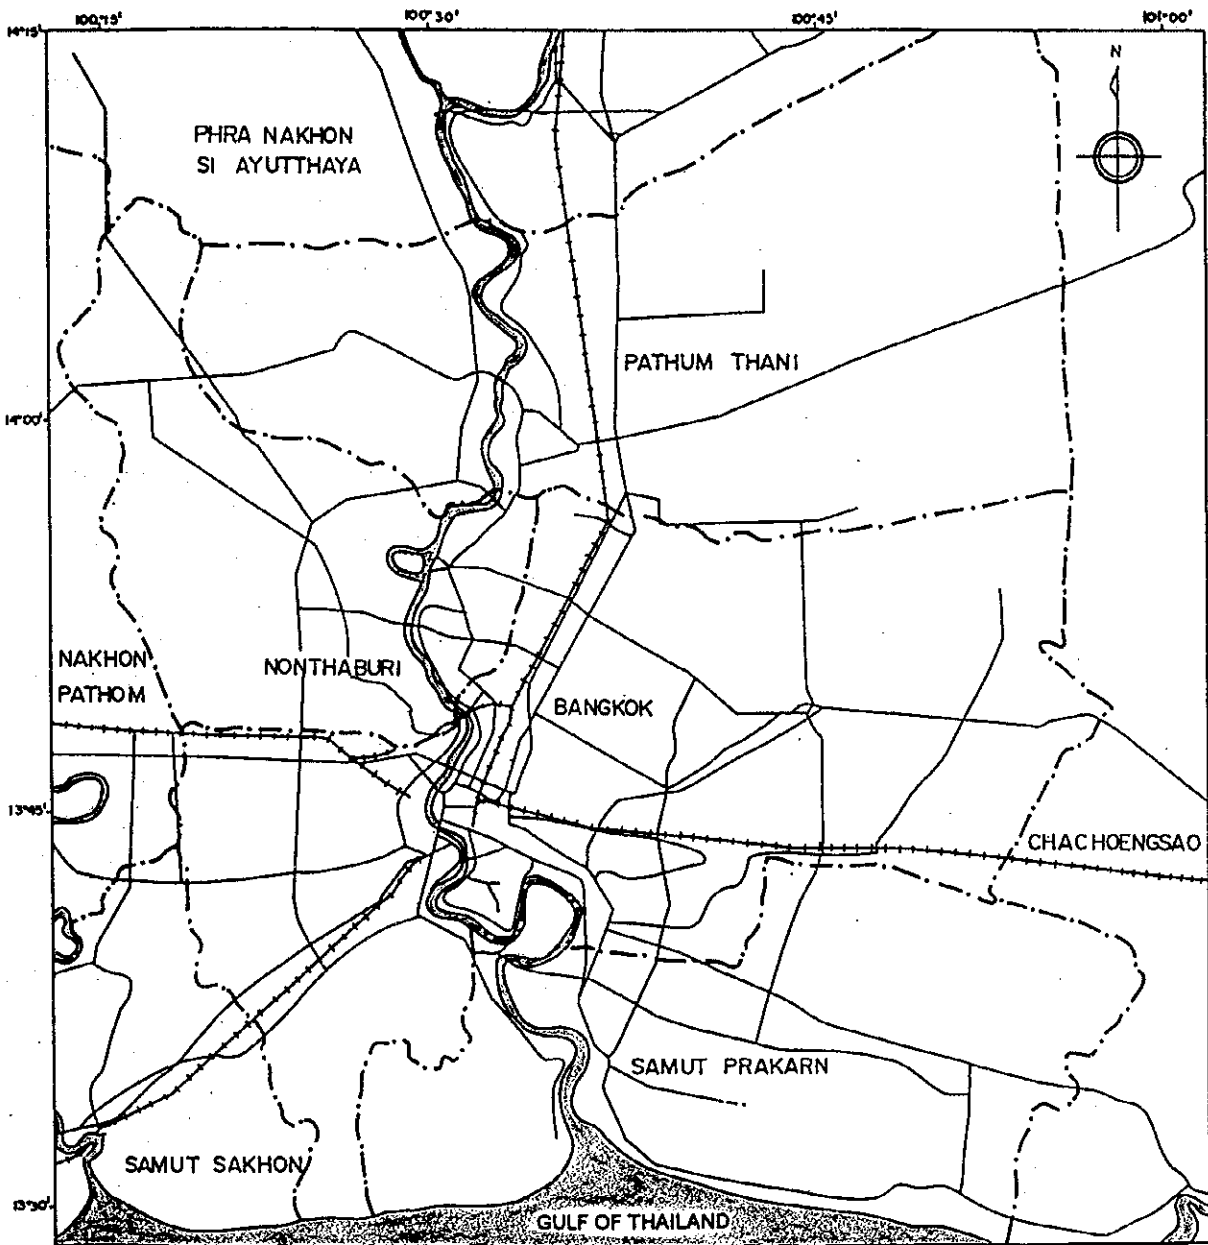 100°15'
100°30'
100°45'
101°00'
14°15'
N
PHRA NAKHON
SI AYUTTHAYA
PATHUM THANI
14°00'
NAKHON
PATHOM
NONTHABURI
BANGKOK
13°45'
CHACHOENGSAO
SAMUT PRAKARN
SAMUT SAKHON
13°30'
GULF OF THAILAND